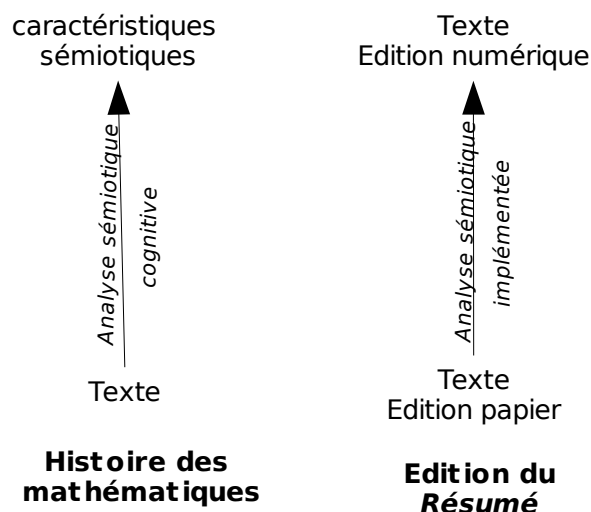 caractéristiques
sémiotiques
Analyse sémiotique
cognitive
Texte
Histoire des
mathématiques
Texte
Edition numérique
Analyse sémiotique
implémentée
Texte
Edition papier
Edition du
Résumé